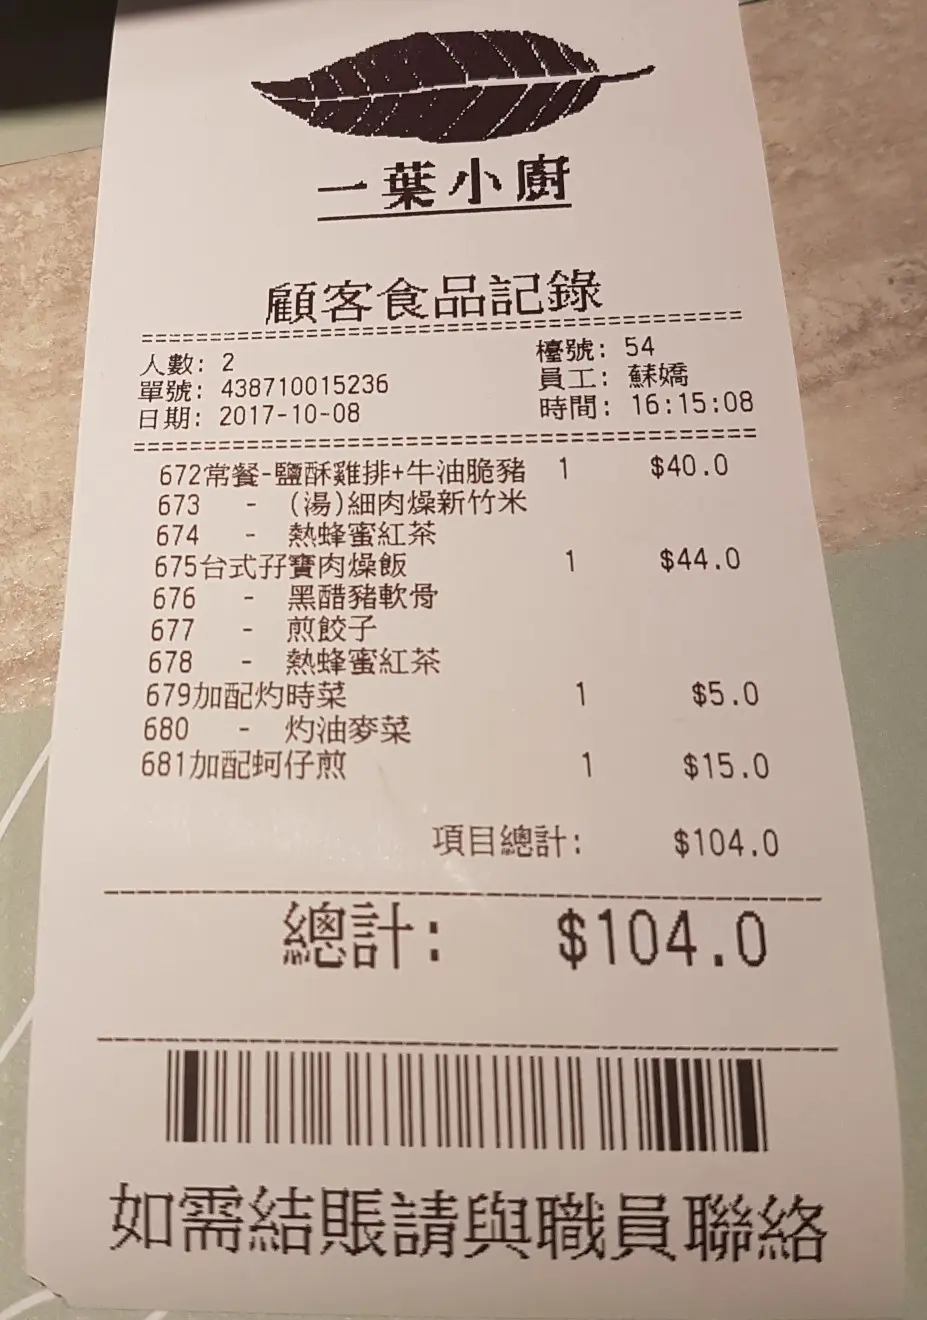 一葉小廚
顧客食品記錄
人數: 2 檯號: 54
單號: 438710015236 員工: 蘇嬌
日期: 2017-10-08 時間: 16:15:08
672常餐-鹽酥雞排+牛油脆豬 1 $40.0
673 - (湯)細肉燥新竹米
674 - 熱蜂蜜紅茶
675台式孖寶肉燥飯 1 $44.0
676 - 黑醋豬軟骨
677 - 煎餃子
678 - 熱蜂蜜紅茶
679加配灼時菜 1 $5.0
680 - 灼油麥菜
681加配蚵仔煎 1 $15.0
項目總計: $104.0
總計: $104.0
如需結賬請與職員聯絡